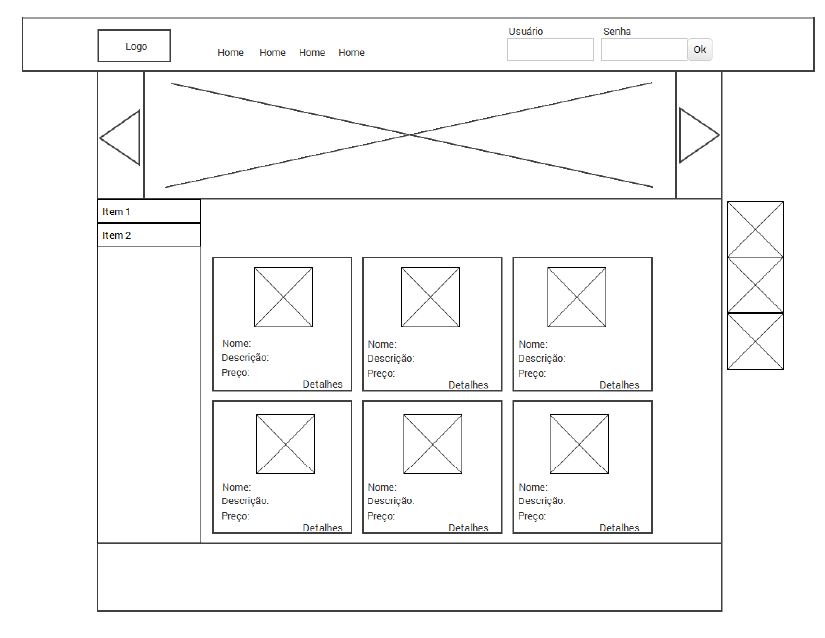 Usuário Senha
Logo Home Home Home Home Ok
Item 1
Item 2
Nome: Nome: Nome:
Descrição: Descrição: Descrição:
Preço: Preço: Preço:
Detalhes Detalhes Detalhes
Nome: Nome: Nome:
Descrição: Descrição: Descrição:
Preço: Preço: Preço:
Detalhes Detalhes Detalhes